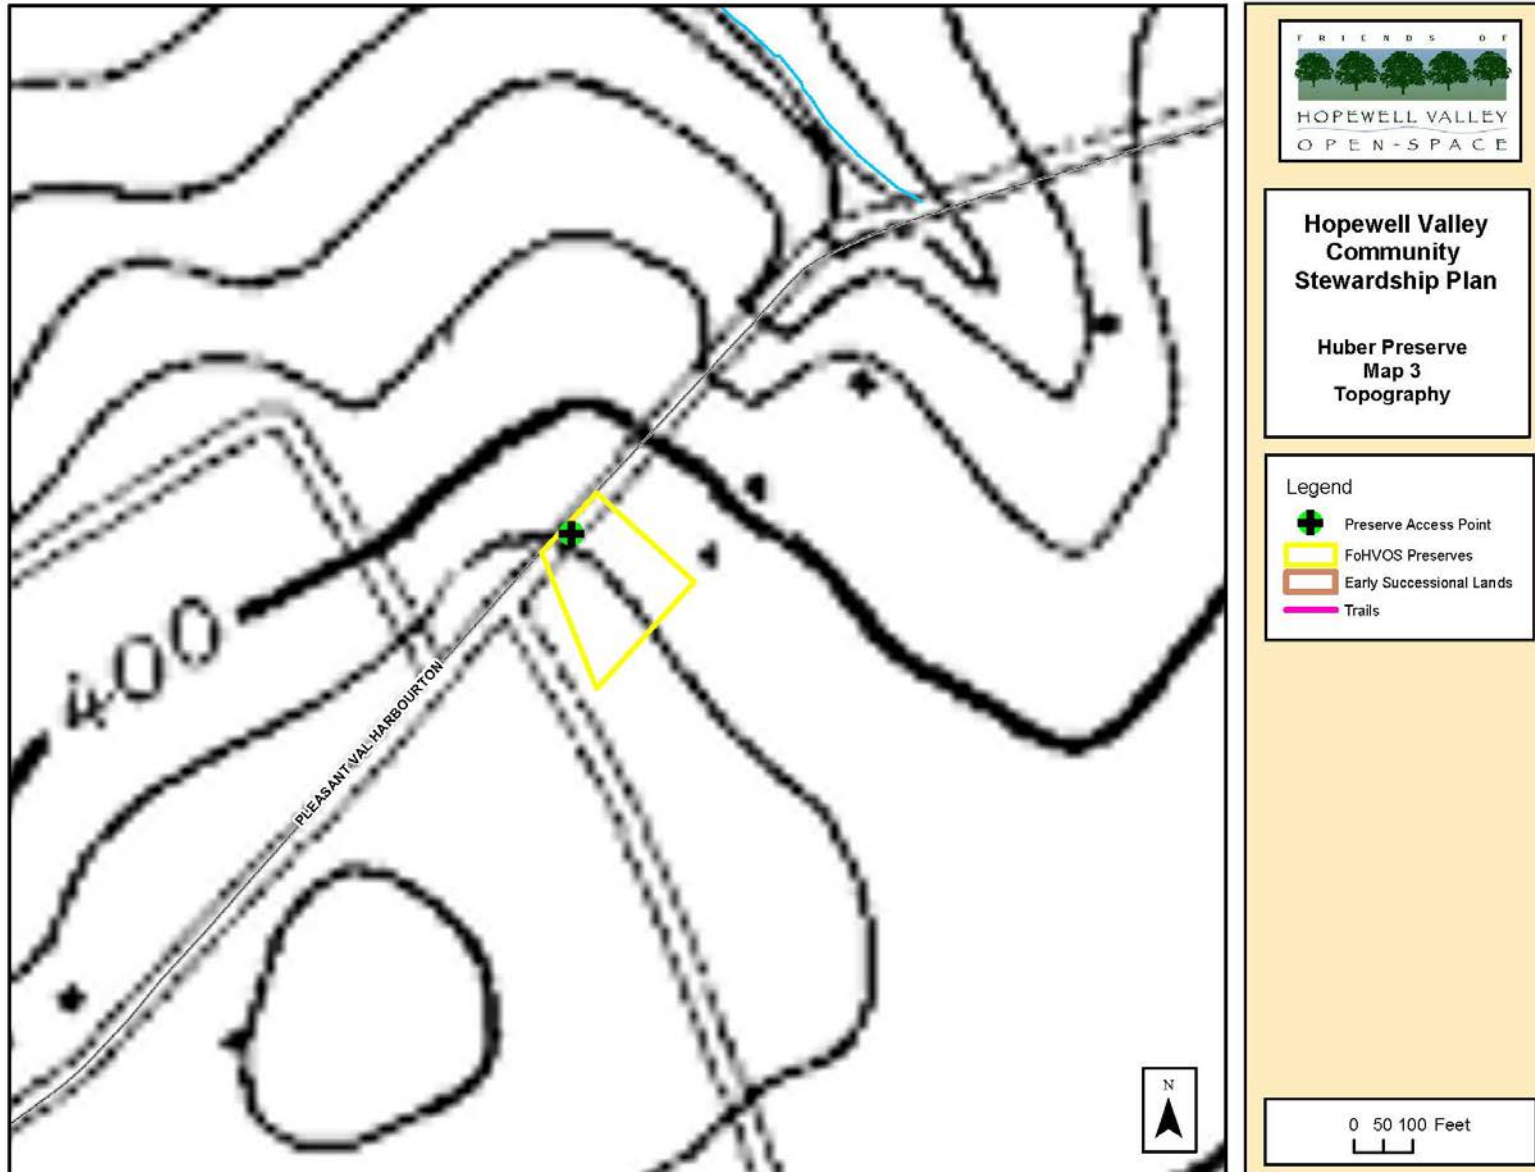 FRIENDS OF
HOPEWELL VALLEY
OPEN-SPACE
Hopewell Valley
Community
Stewardship Plan
Huber Preserve
Map 3
Topography
Legend
Preserve Access Point
FoHVOS Preserves
Early Successional Lands
Trails
400
PLEASANT VAL HARBOURTON
N
0 50 100 Feet